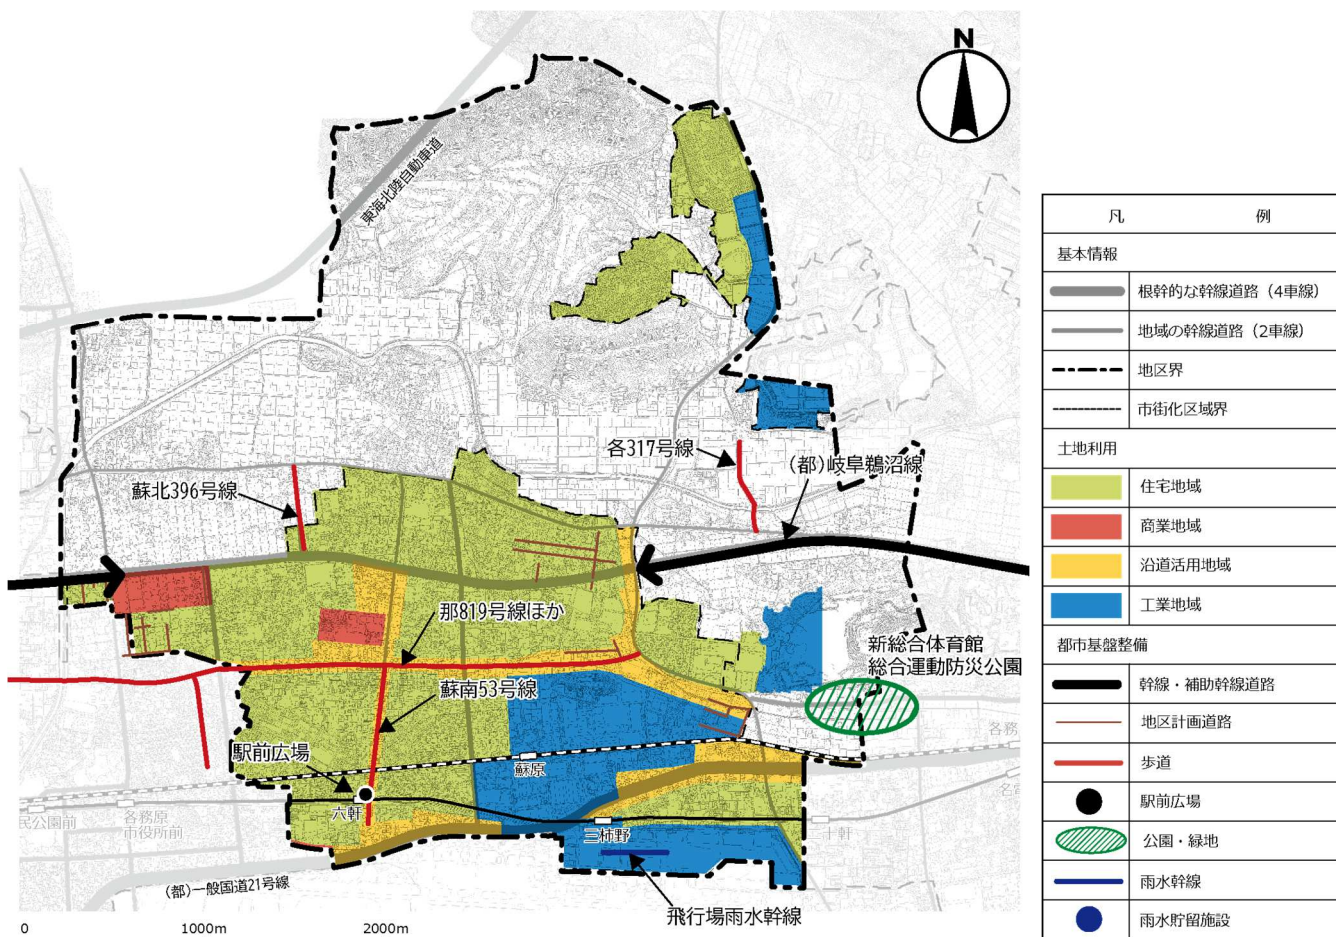 N
東海北陸自動車道
各317号線
(都)岐阜鵜沼線
蘇北396号線
那819号線ほか
新総合体育館
総合運動防災公園
蘇南53号線
駅前広場
各務
蘇原
六軒
名電
民公園前
各務原
市役所前
三柿野
二十軒
(都)一般国道21号線
飛行場雨水幹線
0
1000m
2000m
凡 例
基本情報
根幹的な幹線道路(4車線)
地域の幹線道路(2車線)
地区界
市街化区域界
土地利用
住宅地域
商業地域
沿道活用地域
工業地域
都市基盤整備
幹線・補助幹線道路
地区計画道路
歩道
駅前広場
公園・緑地
雨水幹線
雨水貯留施設